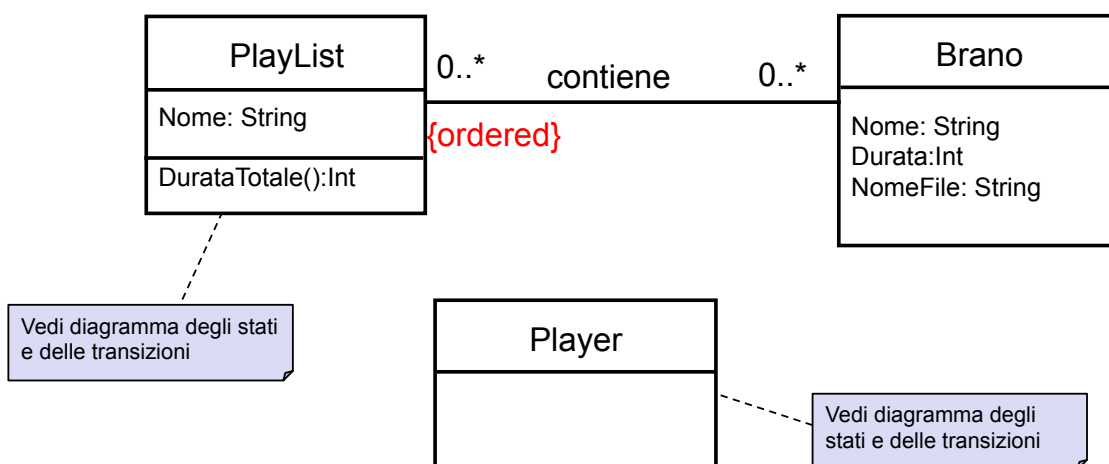 PlayList
Nome: String
DurataTotale():Int
0..*
contiene
0..*
{ordered}
Brano
Nome: String
Durata:Int
NomeFile: String
Vedi diagramma degli stati
e delle transizioni
Player
Vedi diagramma degli
stati e delle transizioni